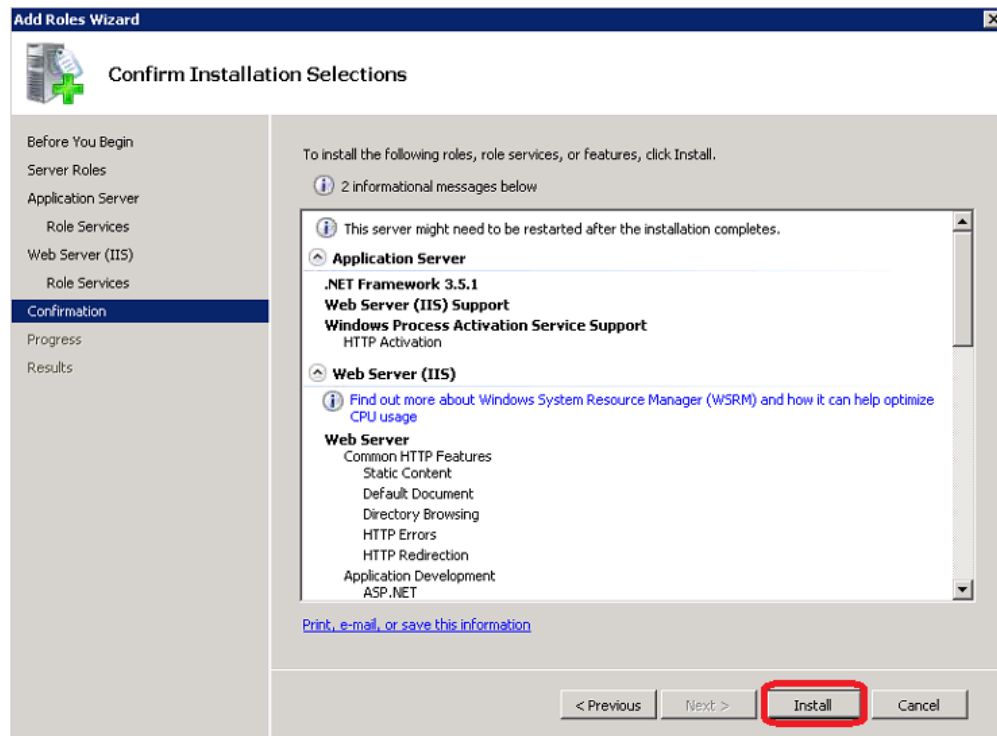 Add Roles Wizard
Confirm Installation Selections
Before You Begin
Server Roles
Application Server
Role Services
Web Server (IIS)
Role Services
Confirmation
Progress
Results
To install the following roles, role services, or features, click Install.
2 informational messages below
This server might need to be restarted after the installation completes.
Application Server
.NET Framework 3.5.1
Web Server (IIS) Support
Windows Process Activation Service Support
HTTP Activation
Web Server (IIS)
Find out more about Windows System Resource Manager (WSRM) and how it can help optimize
CPU usage
Web Server
Common HTTP Features
Static Content
Default Document
Directory Browsing
HTTP Errors
HTTP Redirection
Application Development
ASP.NET
Print, e-mail, or save this information
< Previous Next > Install Cancel